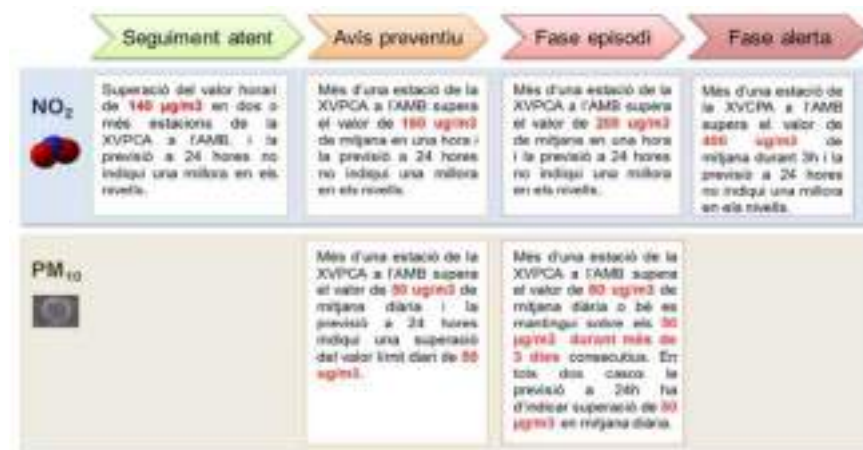 Seguiment atent
Avís preventiu
Fase episodi
Fase alerta
NO₂
Superació del valor horari
de 140 µg/m3 en dos o
més estacions de la
XVPCA a l'AMB, i la
previsió a 24 hores no
indiqui una millora en els
nivells.
Més d'una estació de la
XVPCA a l'AMB supera
el valor de 160 ug/m3
de mitjana en una hora i
la previsió a 24 hores
no indiqui una millora
en els nivells.
Més d'una estació de la
XVPCA a l'AMB supera
el valor de 200 ug/m3
de mitjana en una hora
i la previsió a 24 hores
no indiqui una millora
en els nivells.
Més d'una estació de
la XVCPA a l'AMB
supera el valor de
400 ug/m3 de
mitjana durant 3h i la
previsió a 24 hores
no indiqui una millora
en els nivells.
PM₁₀
Més d'una estació de la
XVPCA a l'AMB supera
el valor de 50 ug/m3 de
mitjana diària i la
previsió a 24 hores
indiqui una superació
del valor límit diari de 50
ug/m3.
Més d'una estació de la
XVPCA a l'AMB supera
el valor de 80 ug/m3 de
mitjana diària o bé es
mantingui sobre els 50
µg/m3 durant més de
3 dies consecutius. En
tots dos casos la
previsió a 24h ha
d'indicar superació de
µg/m3 en mitjana diària.